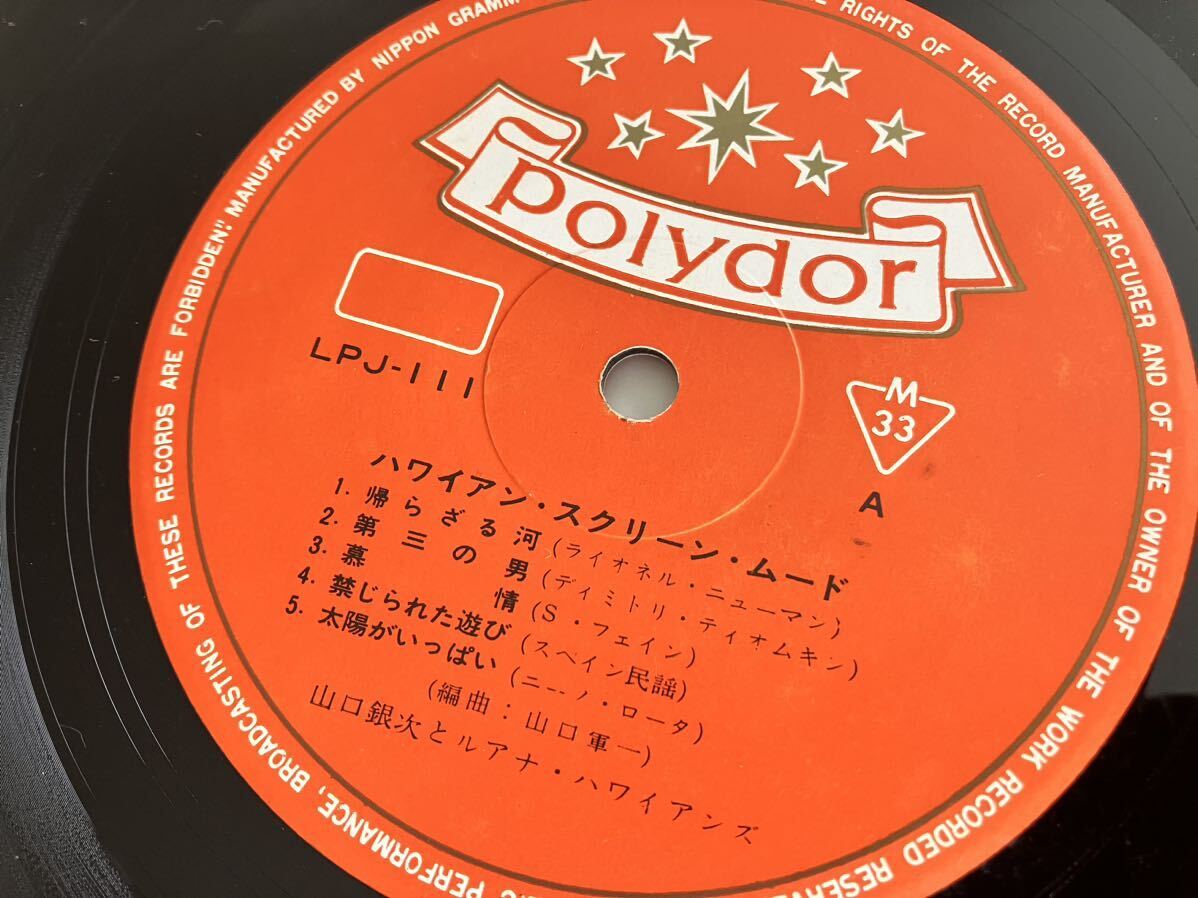 polydor
LPJ-111
M
33
A
ハワイアン・スクリーン・ムード
1. 帰らざる河 (ライオネル・ニューマン)
2. 第三の男 (ディミトリ・ティオムキン)
3. 慕情 (S・フェイン)
4. 禁じられた遊び (スペイン民謡)
5. 太陽がいっぱい (ニーノ・ロータ)
(編曲：山口軍一)
山口銀次とルアナ・ハワイアンズ
RIGHTS OF THE RECORD MANUFACTURER AND OF THE OWNER OF THE WORK RECORDED
PERFORMANCE, BROADCASTING OF THESE RECORDS ARE FORBIDDEN." MANUFACTURED BY NIPPON